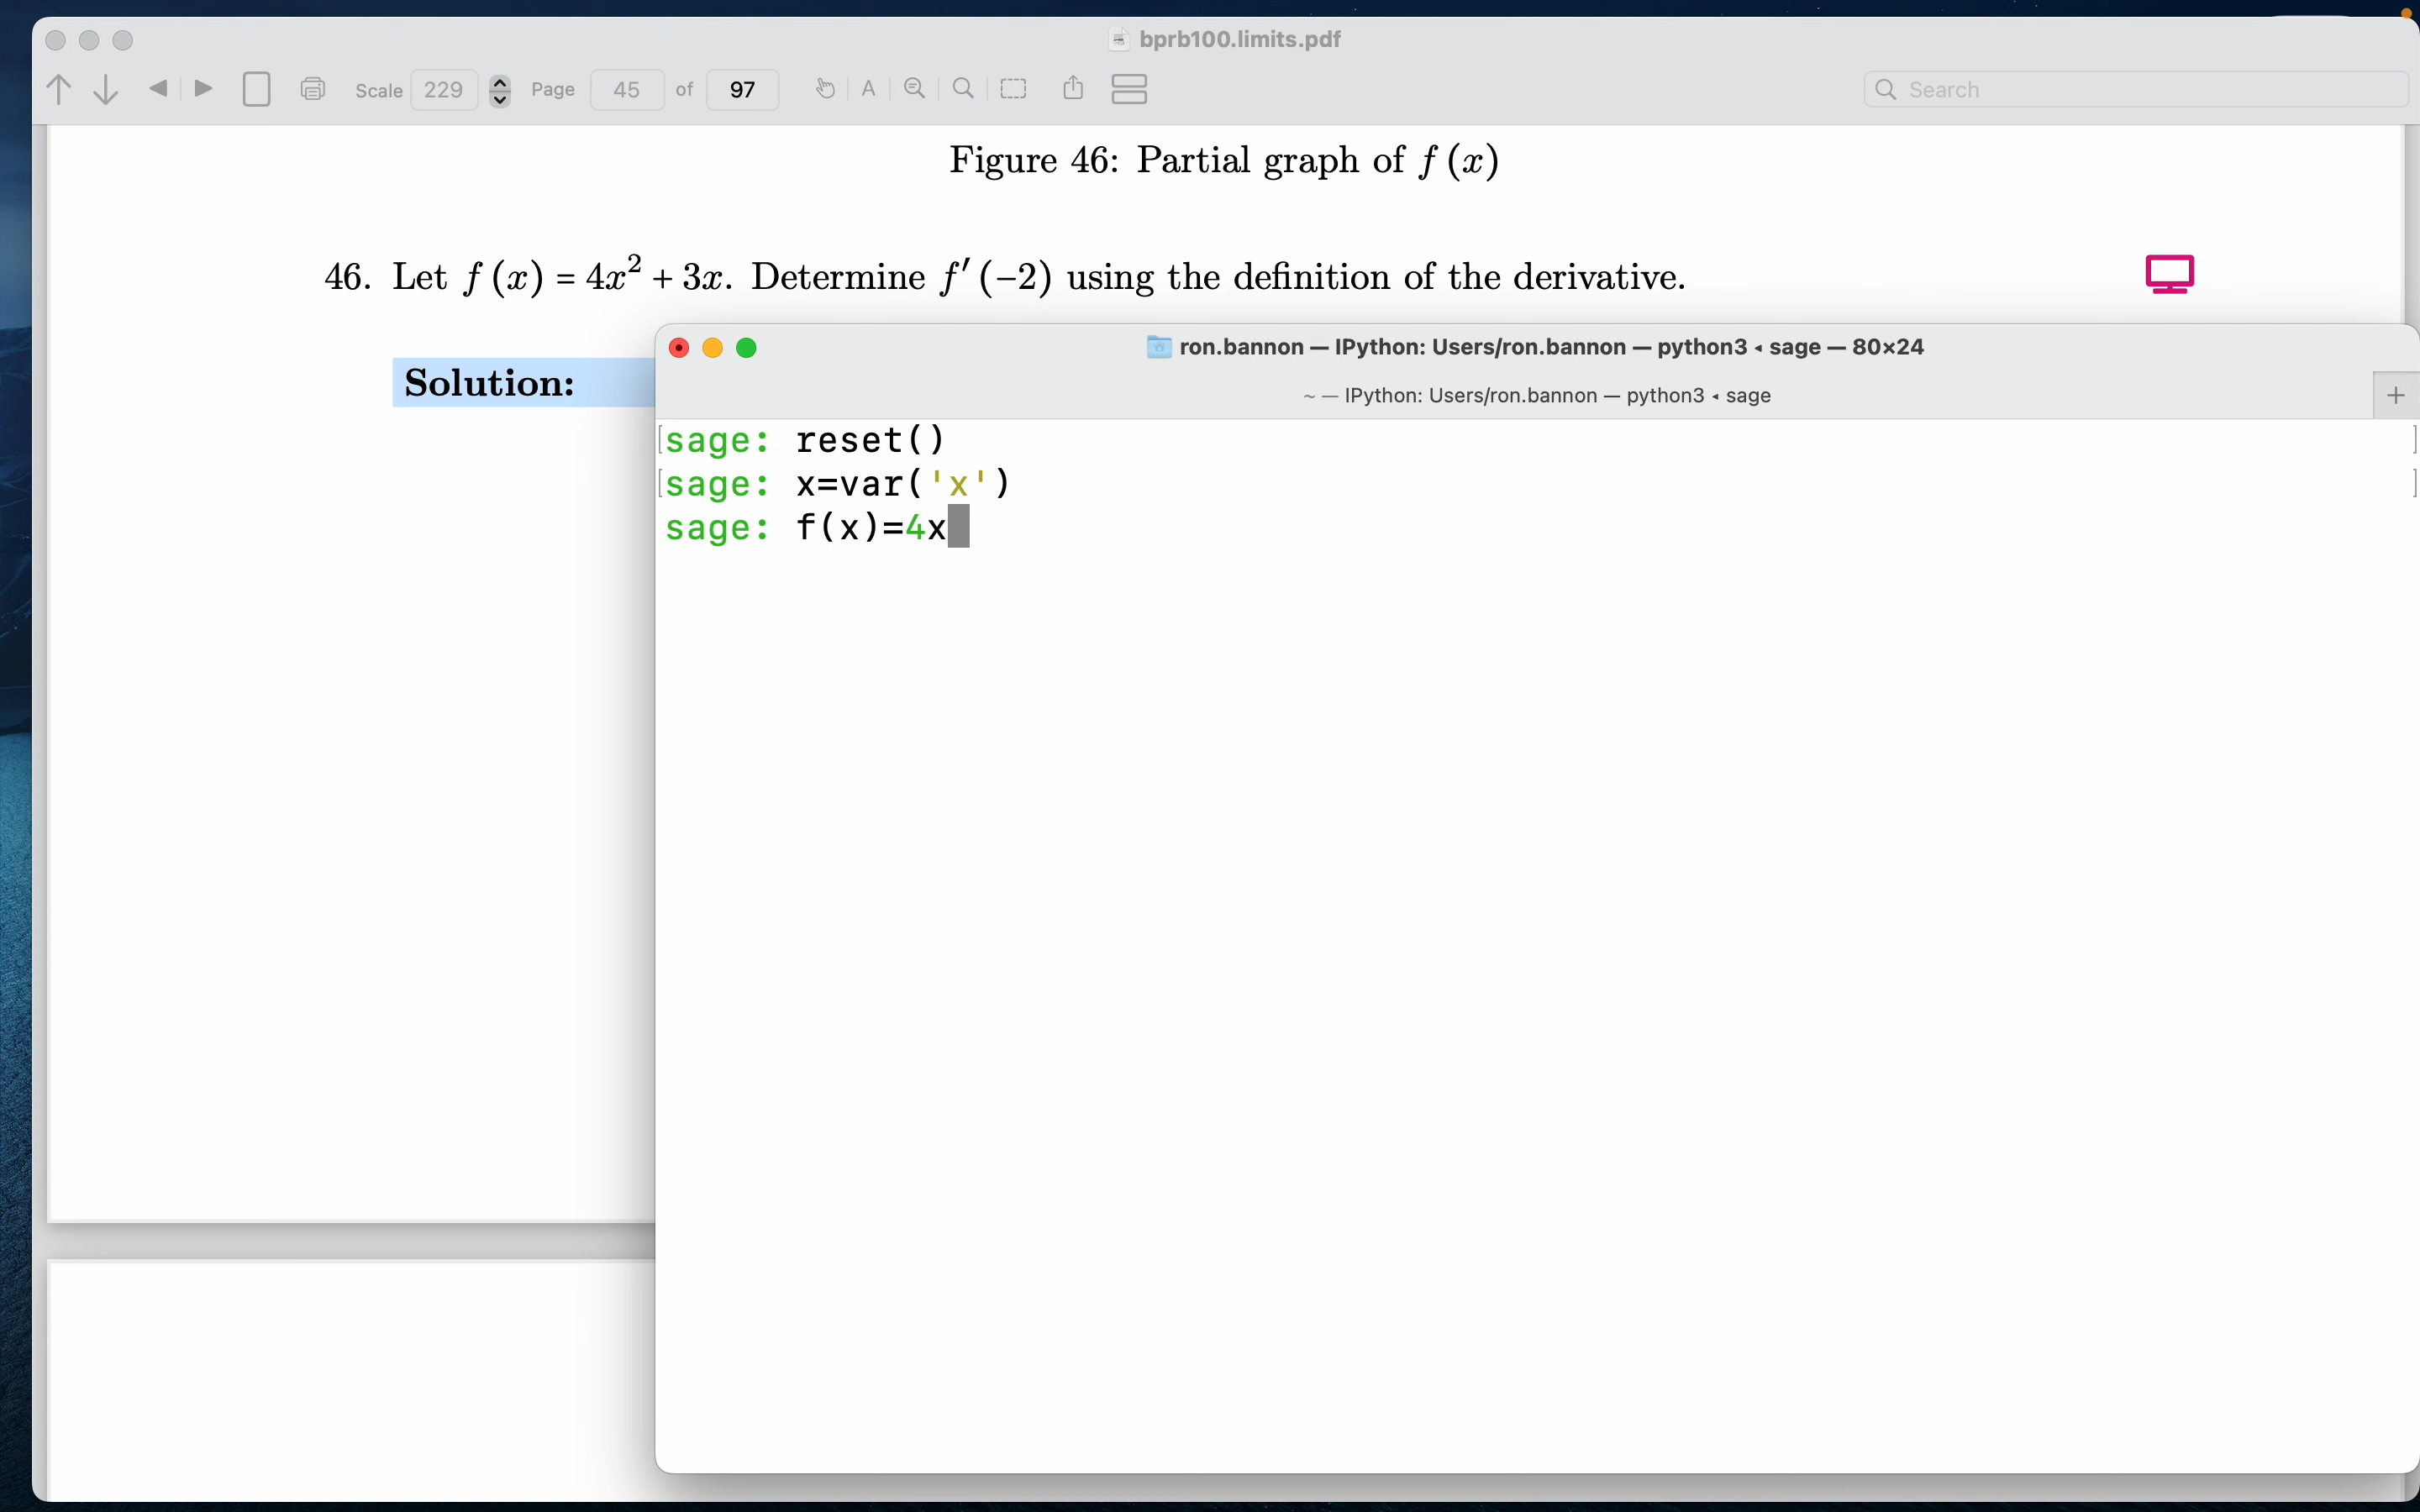 bprb100.limits.pdf
Scale 229 Page 45 of 97 A Search
Figure 46: Partial graph of f (x)
46. Let f (x) = 4x² + 3x. Determine f′ (−2) using the definition of the derivative.
ron.bannon — IPython: Users/ron.bannon — python3 ◂ sage — 80×24
Solution:
~ — IPython: Users/ron.bannon — python3 ◂ sage
[sage: reset() ]
[sage: x=var('x') ]
sage: f(x)=4x